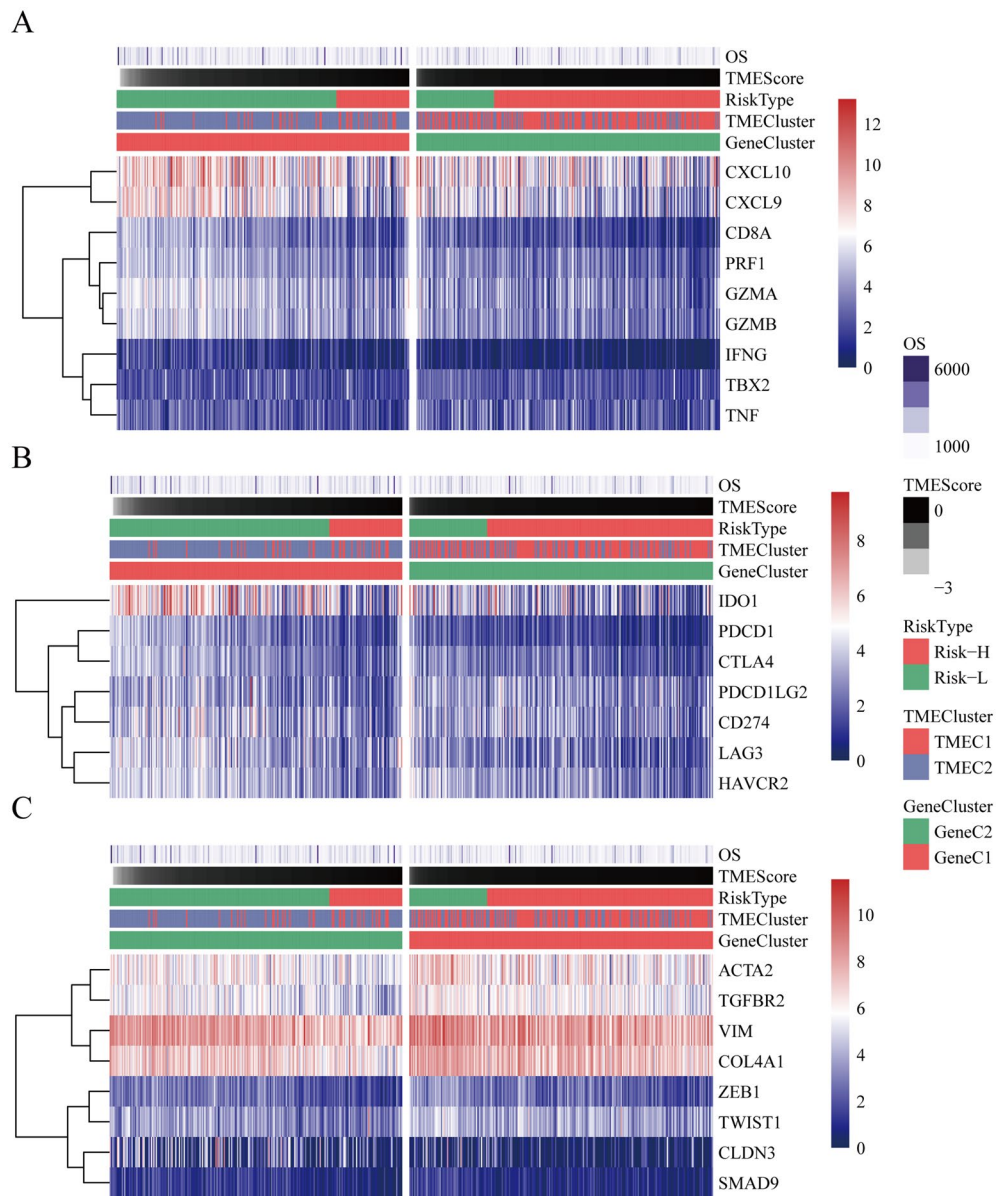 A
OS
TMEScore
RiskType
TMECluster
GeneCluster
CXCL10
CXCL9
CD8A
PRF1
GZMA
GZMB
IFNG
TBX2
TNF
12
10
8
6
4
2
0
B
OS
TMEScore
RiskType
TMECluster
GeneCluster
IDO1
PDCD1
CTLA4
PDCD1LG2
CD274
LAG3
HAVCR2
8
6
4
2
0
C
OS
TMEScore
RiskType
TMECluster
GeneCluster
ACTA2
TGFBR2
VIM
COL4A1
ZEB1
TWIST1
CLDN3
SMAD9
10
8
6
4
2
0
OS
6000
1000
TMEScore
0
−3
RiskType
Risk−H
Risk−L
TMECluster
TMEC1
TMEC2
GeneCluster
GeneC2
GeneC1